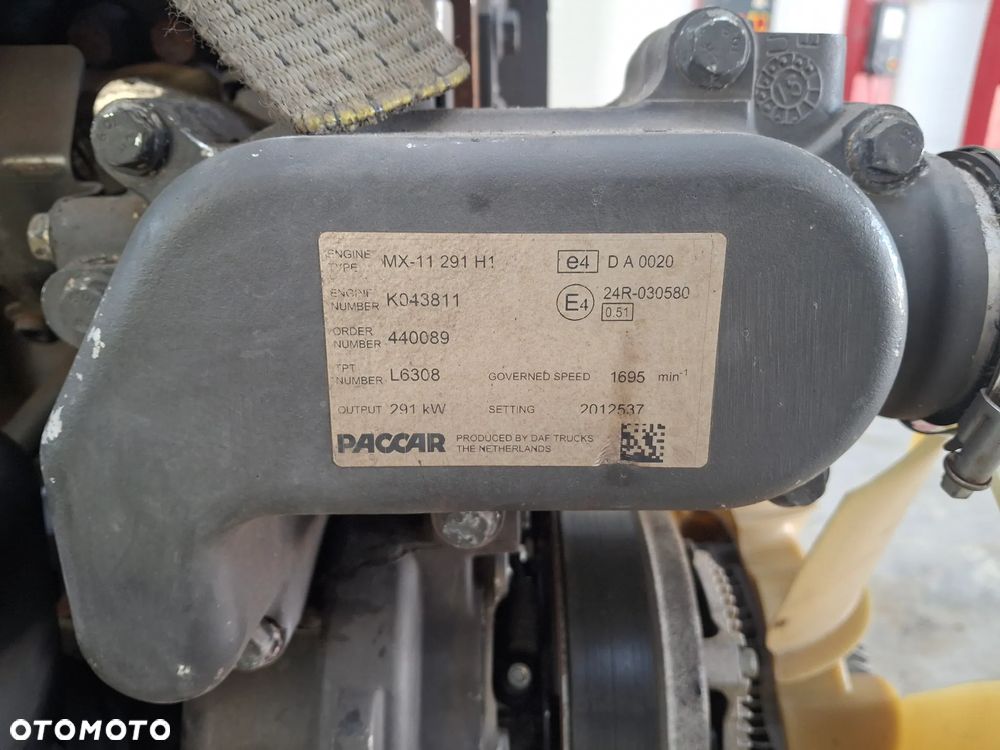 ENGINE TYPE MX-11 291 H1 e4 D A 0020
ENGINE NUMBER K043811 E4 24R-030580
0.51
ORDER NUMBER 440089
TPT NUMBER L6308 GOVERNED SPEED 1695 min⁻¹
OUTPUT 291 kW SETTING 2012537
PACCAR PRODUCED BY DAF TRUCKS
THE NETHERLANDS
OTOMOTO